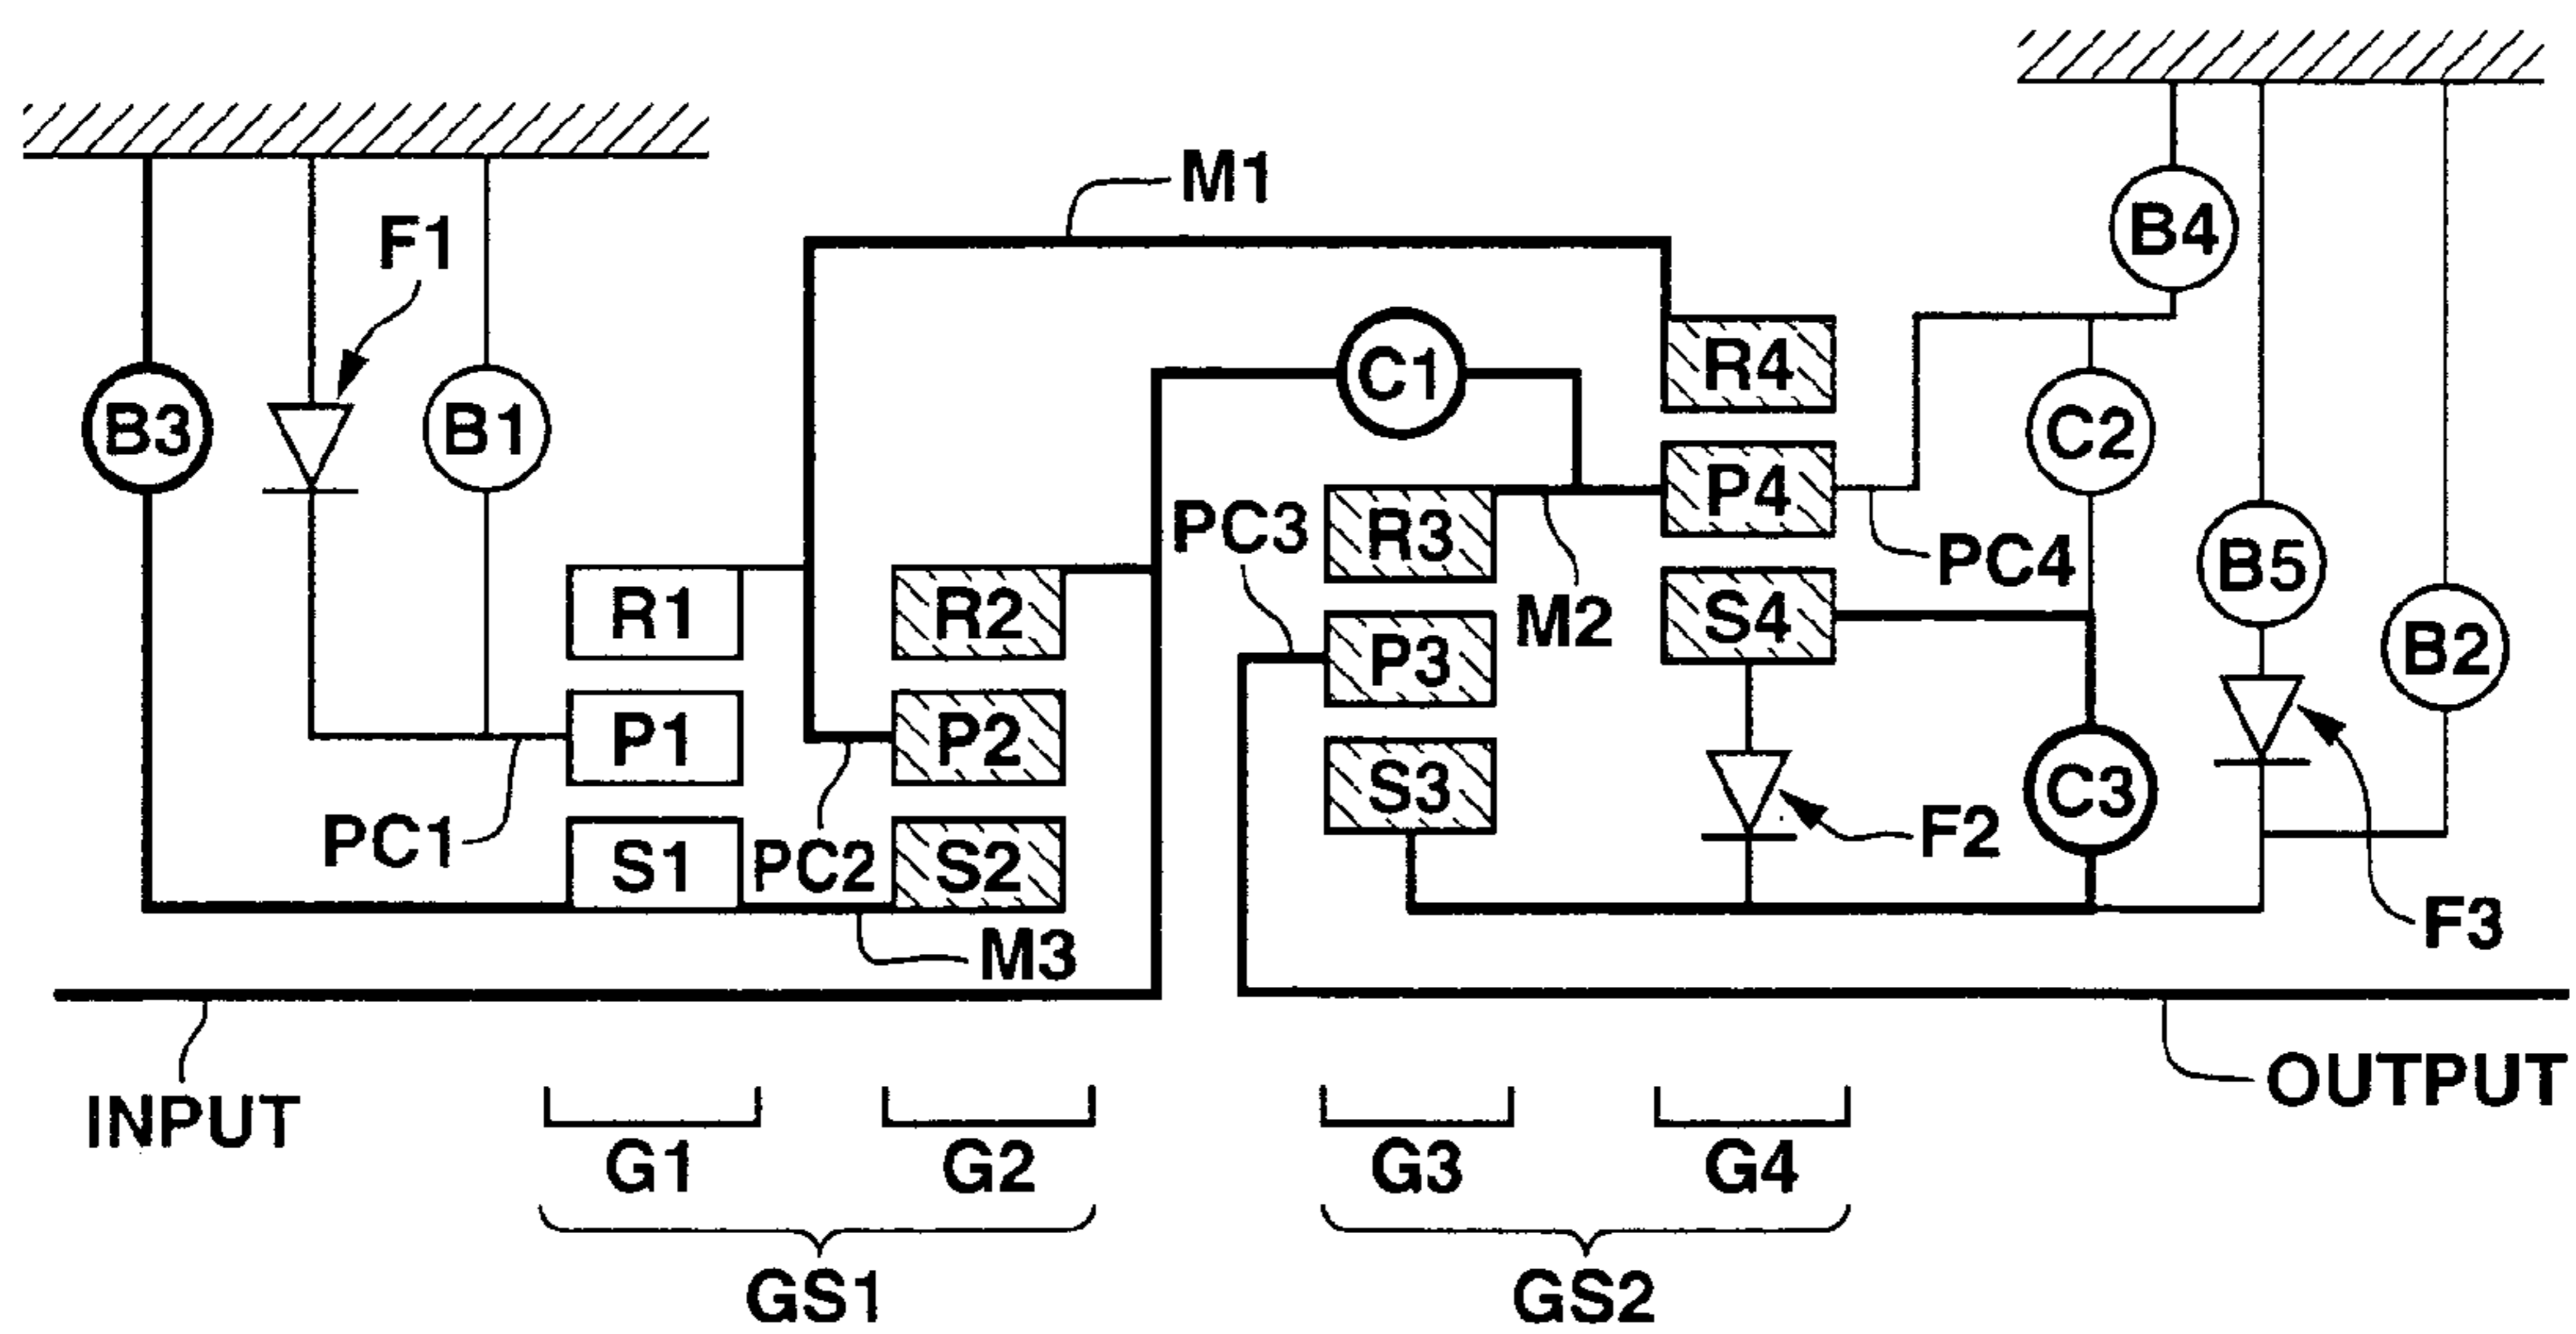 M1
B4
F1
C1
R4
B3
B1
C2
P4
PC3
R3
PC4
B5
M2
R1
R2
S4
B2
P3
P1
P2
S3
C3
F2
PC1
S1
PC2
S2
F3
M3
INPUT
OUTPUT
G1
G2
G3
G4
GS1
GS2